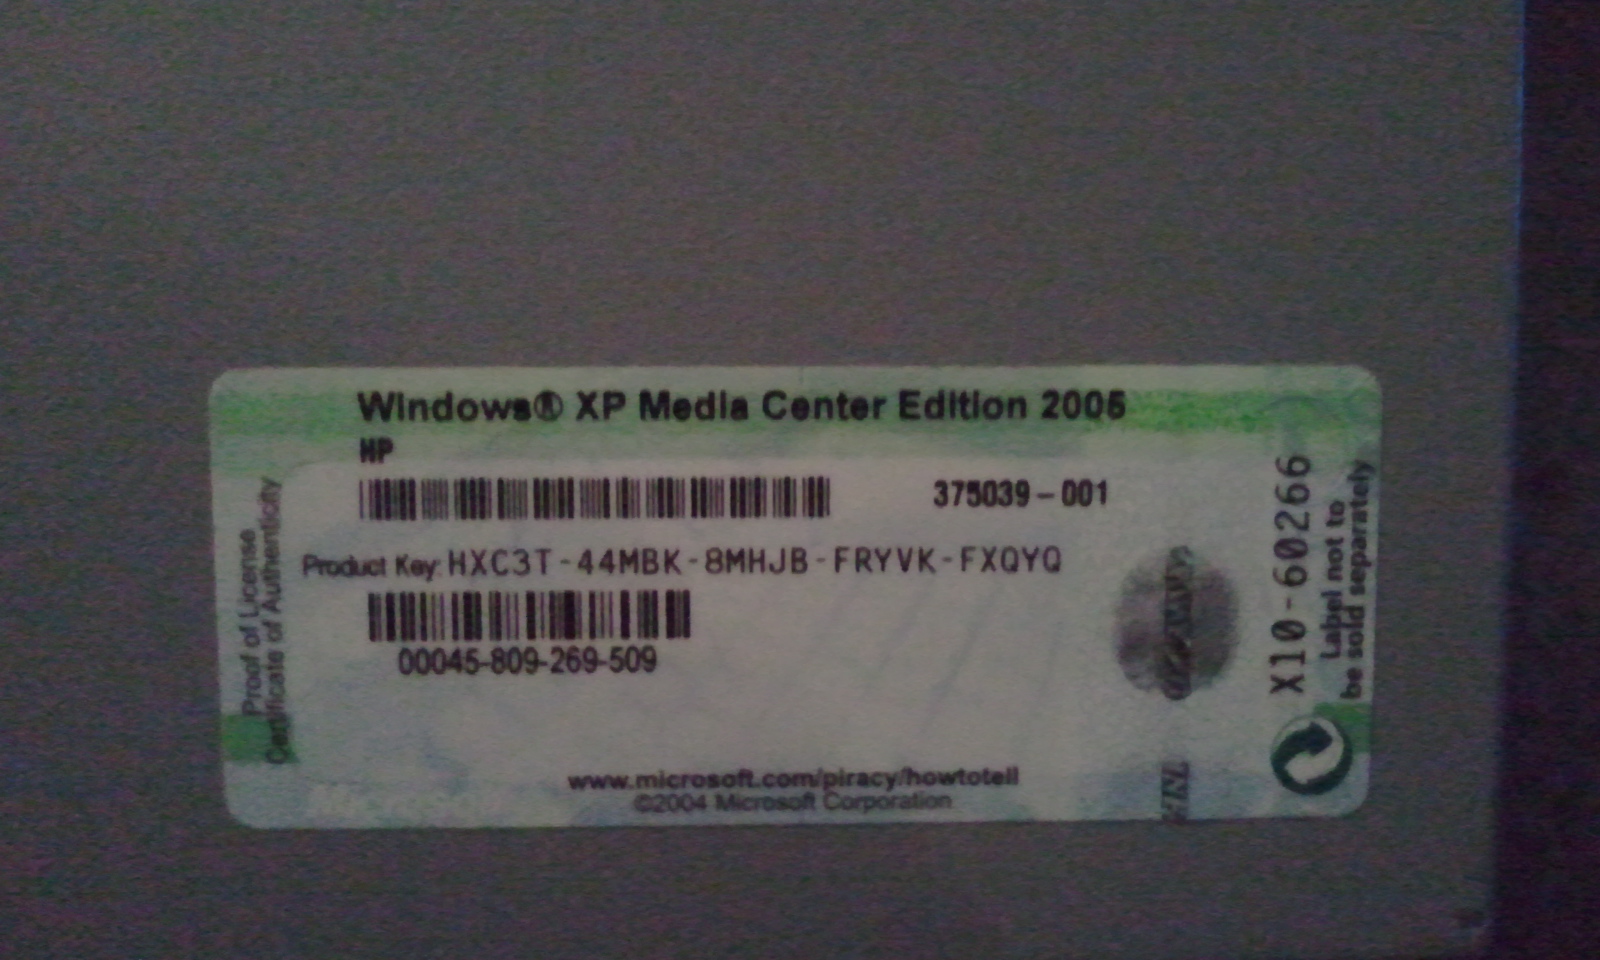 Windows® XP Media Center Edition 2005
HP
375039-001
Product Key: HXC3T-44MBK-8MHJB-FRYVK-FXQYQ
00045-809-269-509
www.microsoft.com/piracy/howtotell
©2004 Microsoft Corporation
Proof of License
Certificate of Authenticity
X10-60266
Label not to
be sold separately
Microsoft